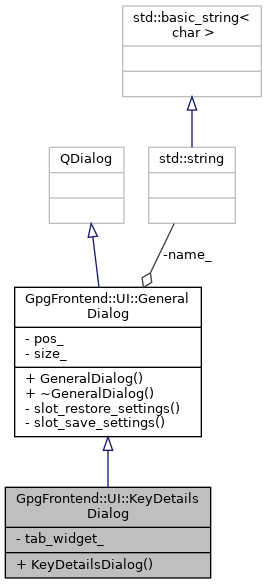 std::basic_string<
char >
QDialog
std::string
-name_
GpgFrontend::UI::General
Dialog
- pos_
- size_
+ GeneralDialog()
+ ~GeneralDialog()
- slot_restore_settings()
- slot_save_settings()
GpgFrontend::UI::KeyDetails
Dialog
- tab_widget_
+ KeyDetailsDialog()